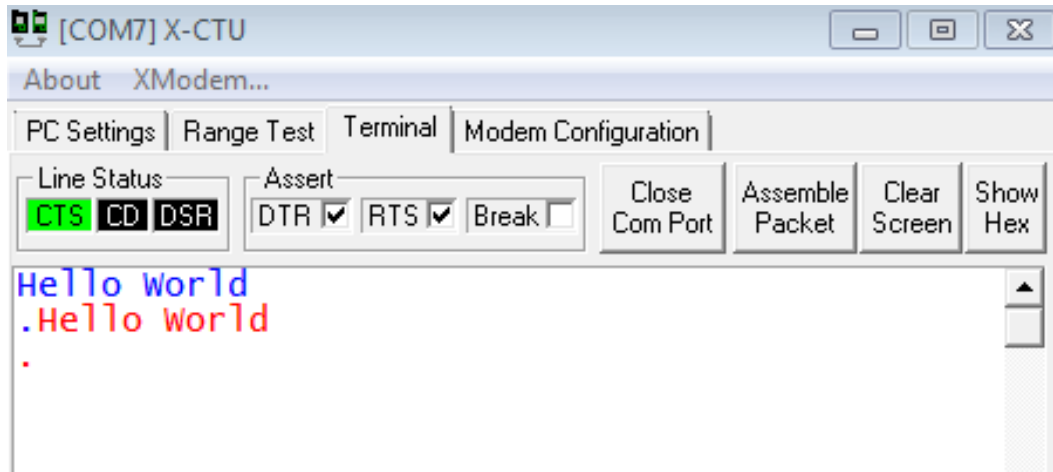 [COM7] X-CTU
About XModem...
PC Settings Range Test Terminal Modem Configuration
Line Status Assert
CTS CD DSR DTR RTS Break
Close Com Port
Assemble Packet
Clear Screen
Show Hex
Hello World
.Hello World
.